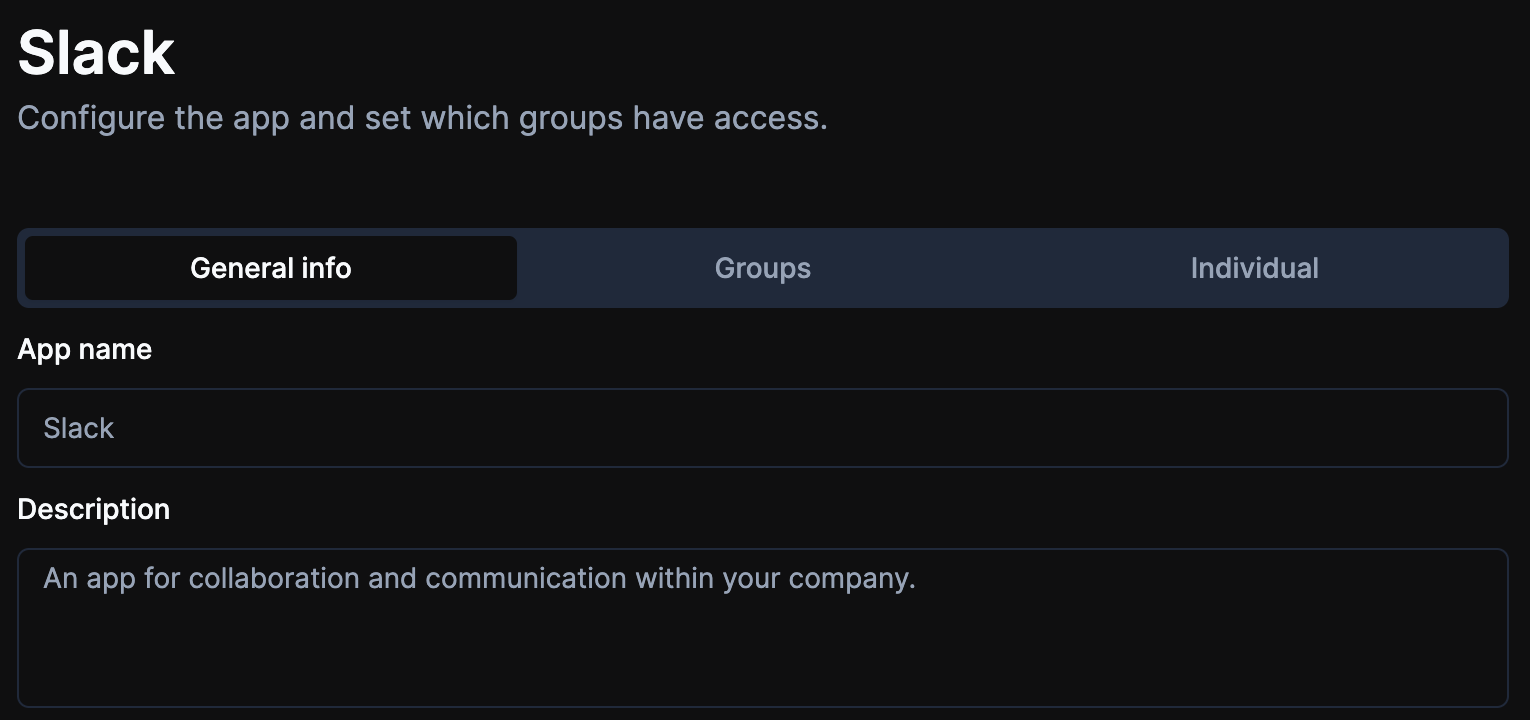 Slack
Configure the app and set which groups have access.
General info
Groups
Individual
App name
Slack
Description
An app for collaboration and communication within your company.